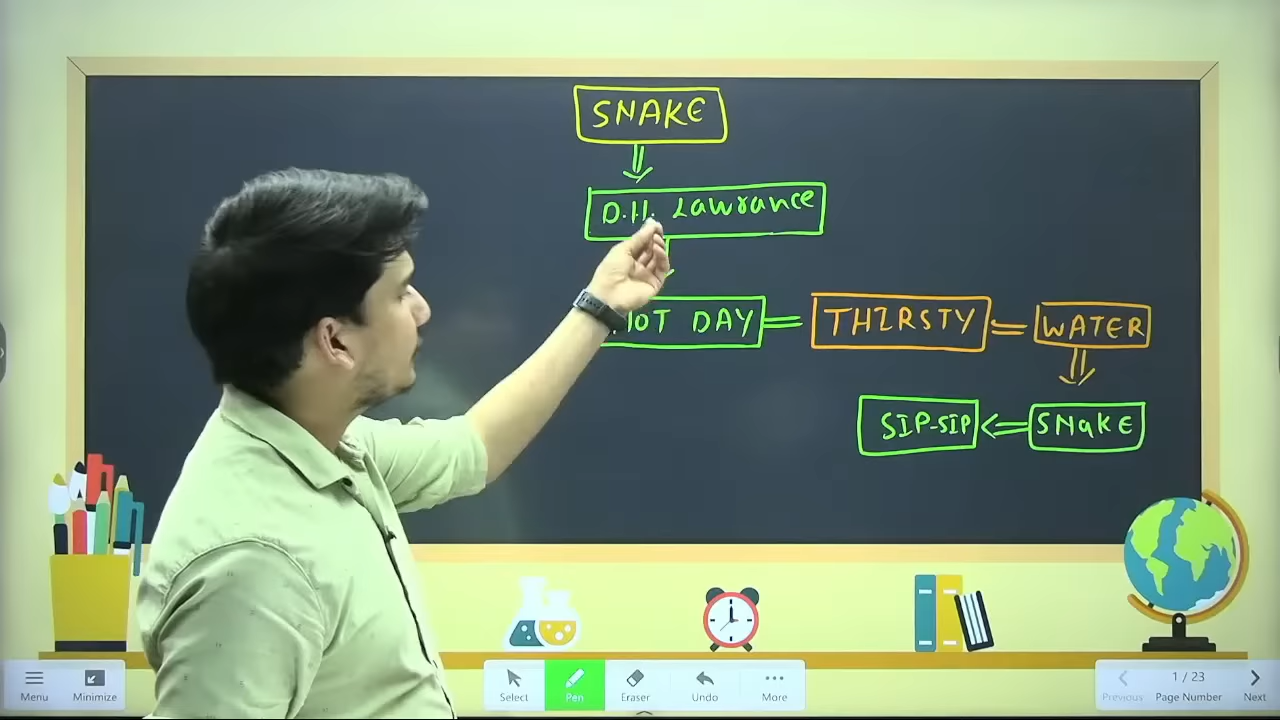 SNAKE
D.H. Lawrance
HOT DAY = THIRSTY = WATER
SIP-SIP SNaKE
Menu Minimize Select Pen Eraser Undo More Previous 1 / 23 Page Number Next